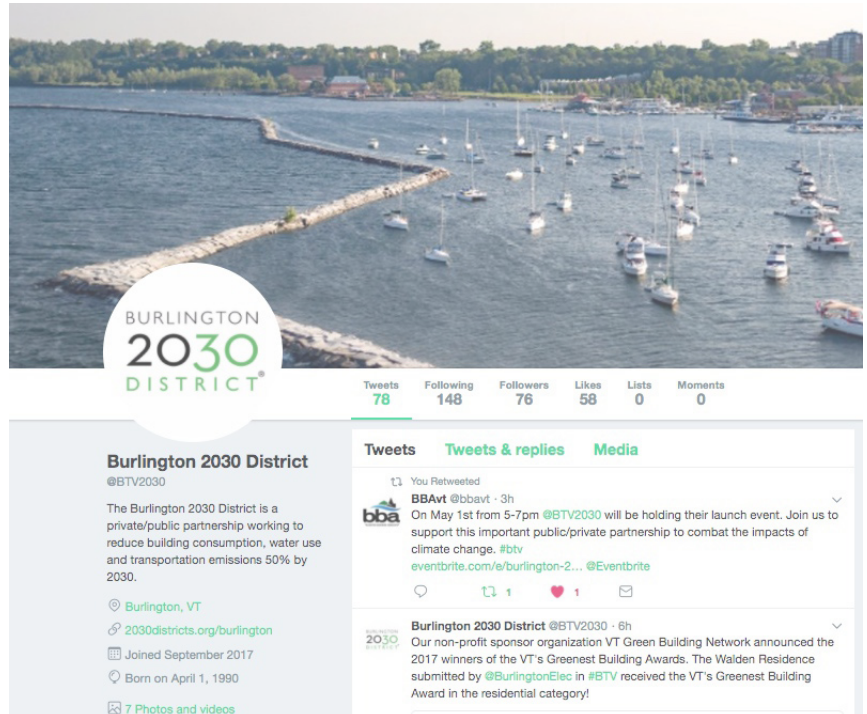 BURLINGTON
2030
DISTRICT®
Tweets Following Followers Likes Lists Moments
78 148 76 58 0 0
Burlington 2030 District
@BTV2030
The Burlington 2030 District is a
private/public partnership working to
reduce building consumption, water use
and transportation emissions 50% by
2030.
Burlington, VT
2030districts.org/burlington
Joined September 2017
Born on April 1, 1990
7 Photos and videos
Tweets Tweets & replies Media
You Retweeted
bba
BBAvt @bbavt · 3h
On May 1st from 5-7pm @BTV2030 will be holding their launch event. Join us to
support this important public/private partnership to combat the impacts of
climate change. #btv
eventbrite.com/e/burlington-2... @Eventbrite
1 1
BURLINGTON
2030
DISTRICT
Burlington 2030 District @BTV2030 · 6h
Our non-profit sponsor organization VT Green Building Network announced the
2017 winners of the VT's Greenest Building Awards. The Walden Residence
submitted by @BurlingtonElec in #BTV received the VT's Greenest Building
Award in the residential category!